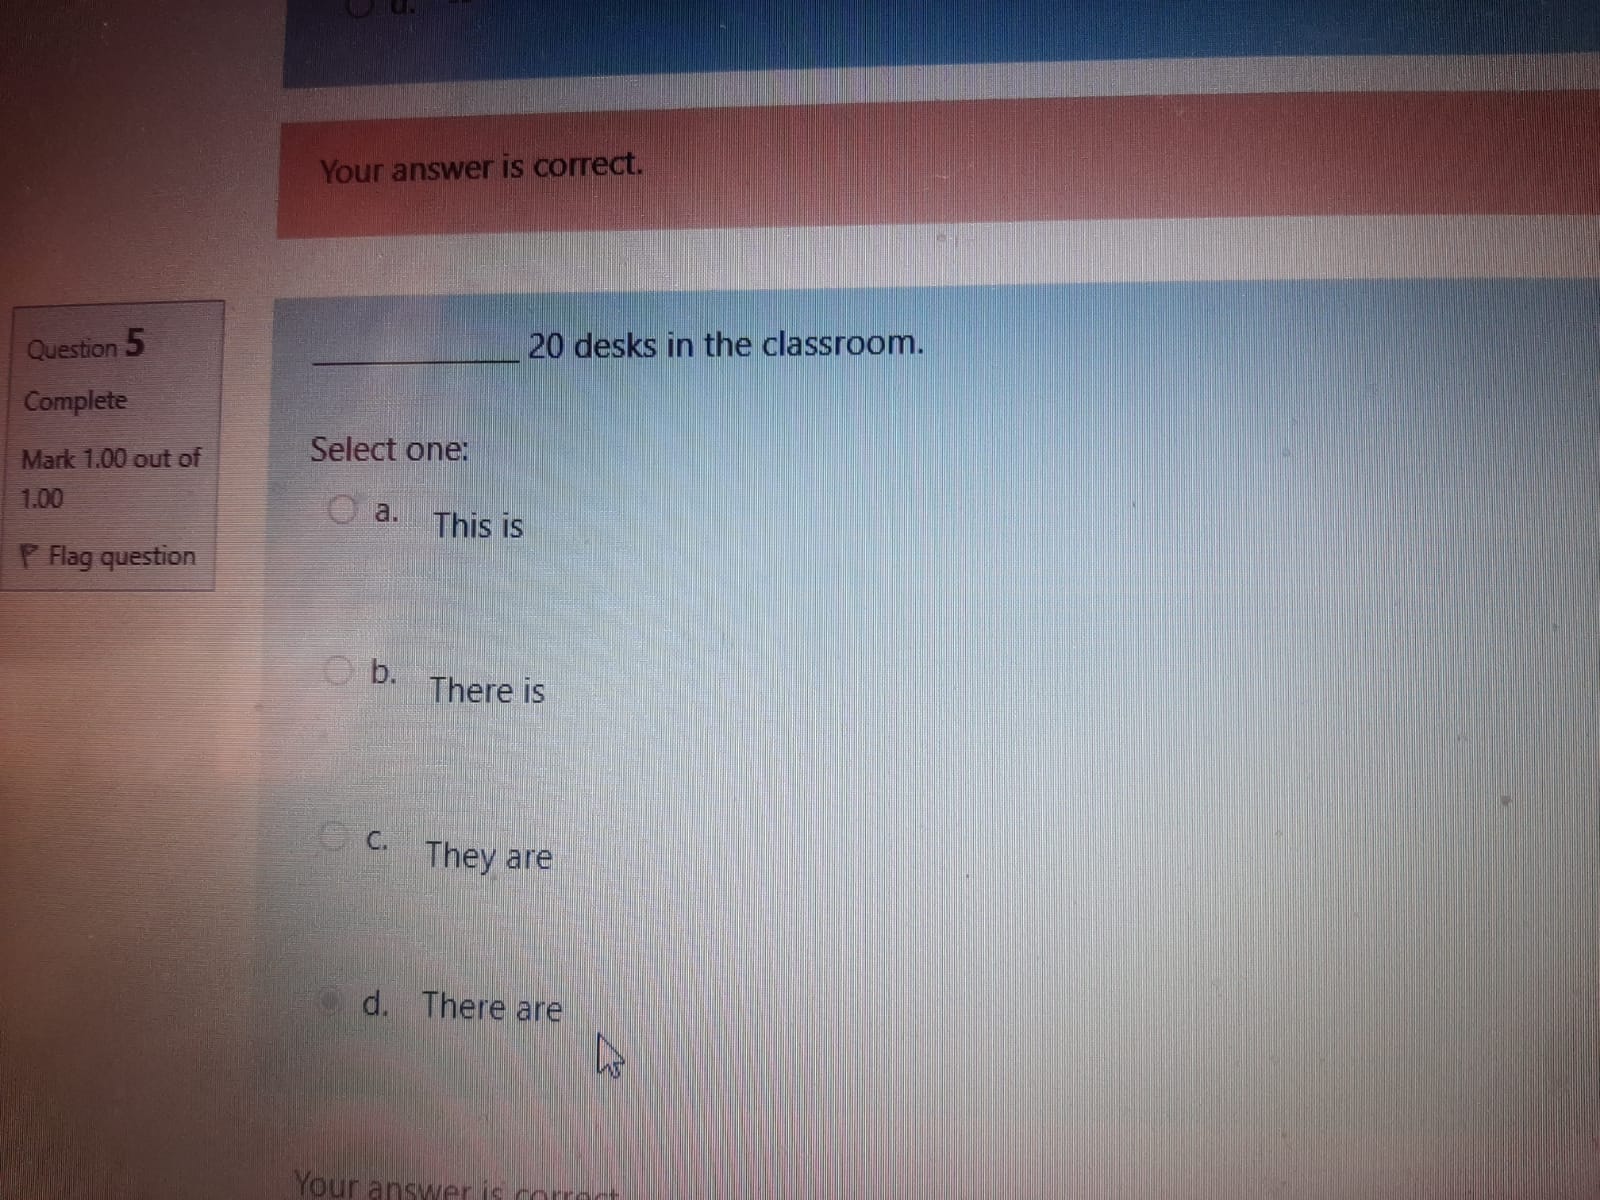 d.
Your answer is correct.
Question 5
Complete
Mark 1.00 out of
1.00
Flag question
____________ 20 desks in the classroom.
Select one:
a. This is
b. There is
c. They are
d. There are
Your answer is correct